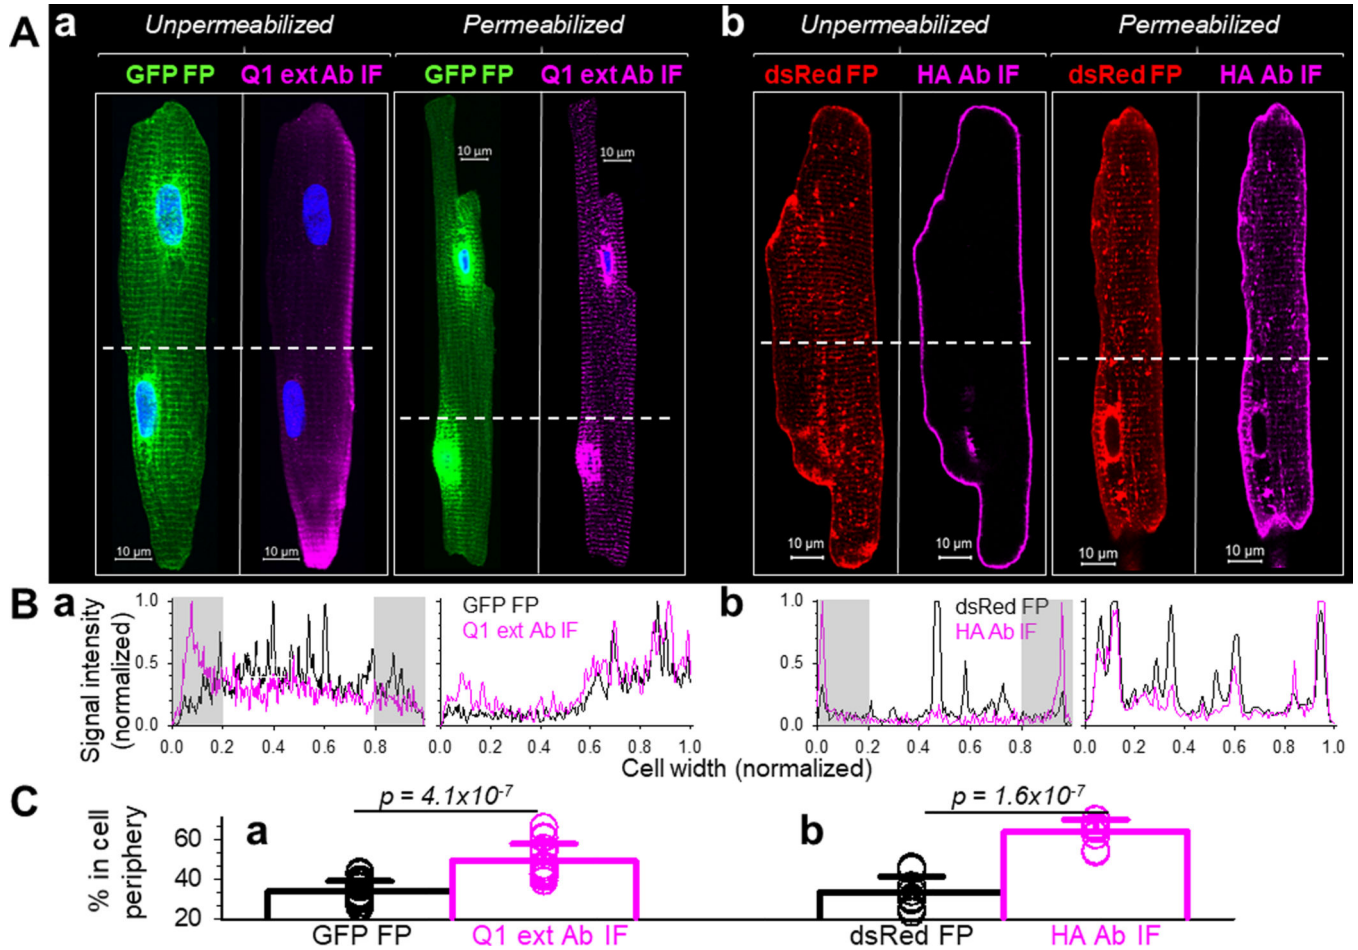 A a Unpermeabilized Permeabilized b Unpermeabilized Permeabilized
GFP FP Q1 ext Ab IF GFP FP Q1 ext Ab IF dsRed FP HA Ab IF dsRed FP HA Ab IF
10 µm 10 µm
10 µm 10 µm 10 µm 10 µm 10 µm 10 µm
B a b
Signal intensity
(normalized)
1.0 GFP FP 1.0 dsRed FP
Q1 ext Ab IF HA Ab IF
0.5 0.5
0.0 0.0
0.0 0.2 0.4 0.6 0.8 0.0 0.2 0.4 0.6 0.8 1.0 0.0 0.2 0.4 0.6 0.8 0.0 0.2 0.4 0.6 0.8 1.0
Cell width (normalized)
C a b
p = 4.1x10⁻⁷ p = 1.6x10⁻⁷
% in cell
periphery
60
40
20
GFP FP Q1 ext Ab IF dsRed FP HA Ab IF